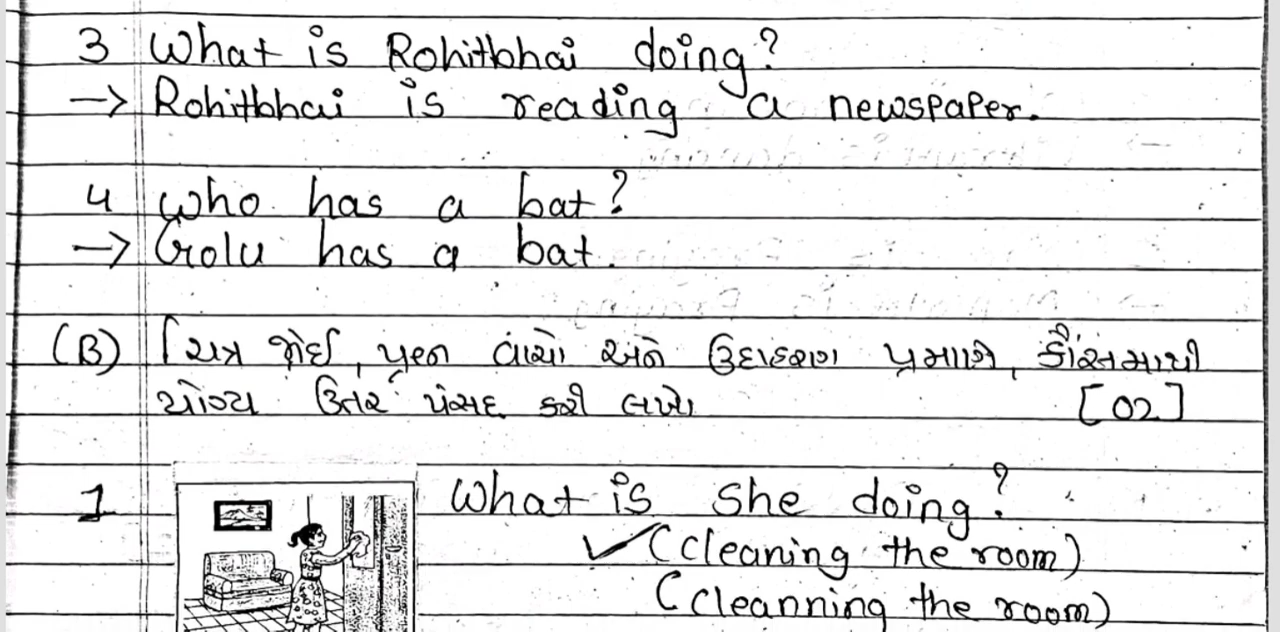 3 What is Rohitbhai doing?
→ Rohitbhai is reading a newspaper.
4 who has a bat?
→ Golu has a bat.
(B) ચિત્ર જોઈ, પ્રશ્ન વાંચો અને ઉદાહરણ પ્રમાણે, કૌંસમાથી
યોગ્ય ઉત્તર પંસદ કરી લખો [02]
1 What is she doing?
✓ (cleaning the room)
(cleanning the room)